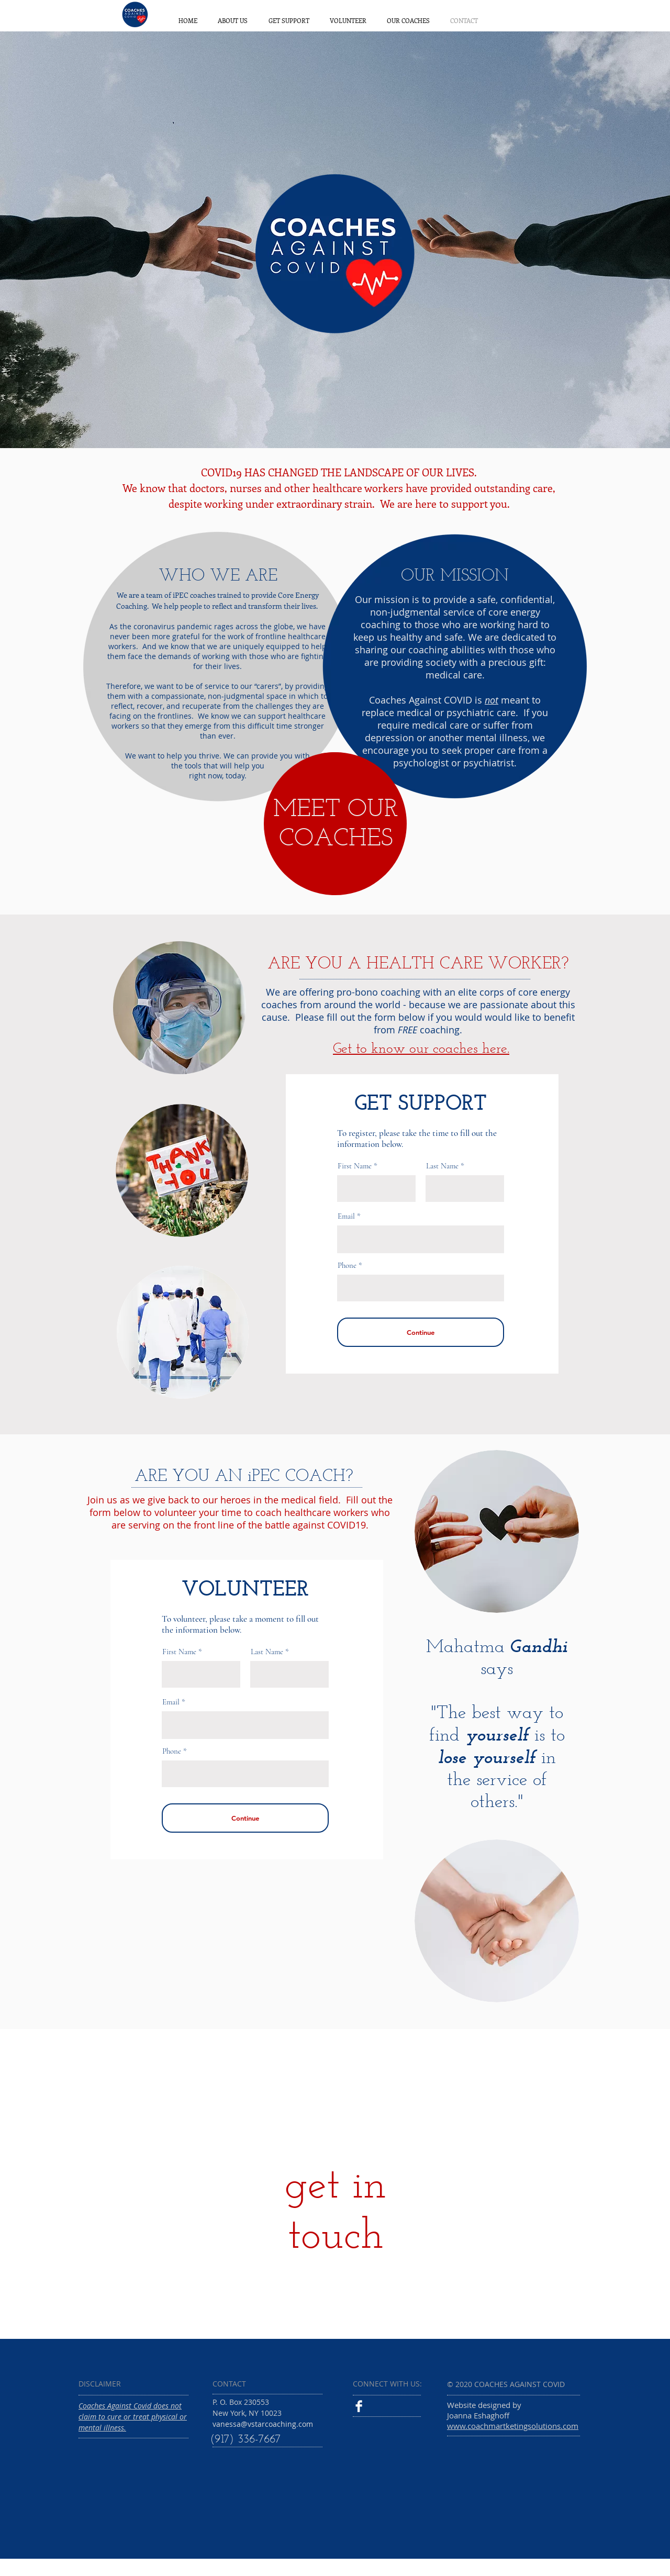 COACHES
AGAINST
COVID
HOME
ABOUT US
GET SUPPORT
VOLUNTEER
OUR COACHES
CONTACT
COACHES
AGAINST
COVID
COVID19 HAS CHANGED THE LANDSCAPE OF OUR LIVES.
We know that doctors, nurses and other healthcare workers have provided outstanding care,
despite working under extraordinary strain. We are here to support you.
WHO WE ARE
We are a team of iPEC coaches trained to provide Core Energy
Coaching. We help people to reflect and transform their lives.
As the coronavirus pandemic rages across the globe, we have
never been more grateful for the work of frontline healthcare
workers. And we know that we are uniquely equipped to help
them face the demands of working with those who are fightin
for their lives.
Therefore, we want to be of service to our “carers”, by providin
them with a compassionate, non-judgmental space in which to
reflect, recover, and recuperate from the challenges they are
facing on the frontlines. We know we can support healthcare
workers so that they emerge from this difficult time stronger
than ever.
We want to help you thrive. We can provide you with
the tools that will help you
right now, today.
OUR MISSION
Our mission is to provide a safe, confidential,
non-judgmental service of core energy
coaching to those who are working hard to
keep us healthy and safe. We are dedicated to
sharing our coaching abilities with those who
are providing society with a precious gift:
medical care.
Coaches Against COVID is not meant to
replace medical or psychiatric care. If you
require medical care or suffer from
depression or another mental illness, we
encourage you to seek proper care from a
psychologist or psychiatrist.
MEET OUR
COACHES
ARE YOU A HEALTH CARE WORKER?
We are offering pro-bono coaching with an elite corps of core energy
coaches from around the world - because we are passionate about this
cause. Please fill out the form below if you would would like to benefit
from FREE coaching.
Get to know our coaches here.
THANK
YOU
GET SUPPORT
To register, please take the time to fill out the
information below.
First Name *
Last Name *
Email *
Phone *
Continue
ARE YOU AN iPEC COACH?
Join us as we give back to our heroes in the medical field. Fill out the
form below to volunteer your time to coach healthcare workers who
are serving on the front line of the battle against COVID19.
VOLUNTEER
To volunteer, please take a moment to fill out
the information below.
First Name *
Last Name *
Email *
Phone *
Continue
Mahatma Gandhi
says
"The best way to
find yourself is to
lose yourself in
the service of
others."
get in
touch
DISCLAIMER
Coaches Against Covid does not
claim to cure or treat physical or
mental illness.
CONTACT
P. O. Box 230553
New York, NY 10023
vanessa@vstarcoaching.com
(917) 336-7667
CONNECT WITH US:
© 2020 COACHES AGAINST COVID
Website designed by
Joanna Eshaghoff
www.coachmartketingsolutions.com